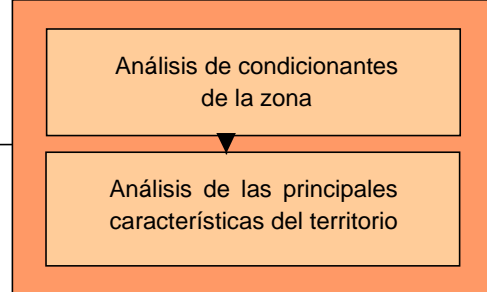 Análisis de condicionantes
de la zona
Análisis de las principales
características del territorio